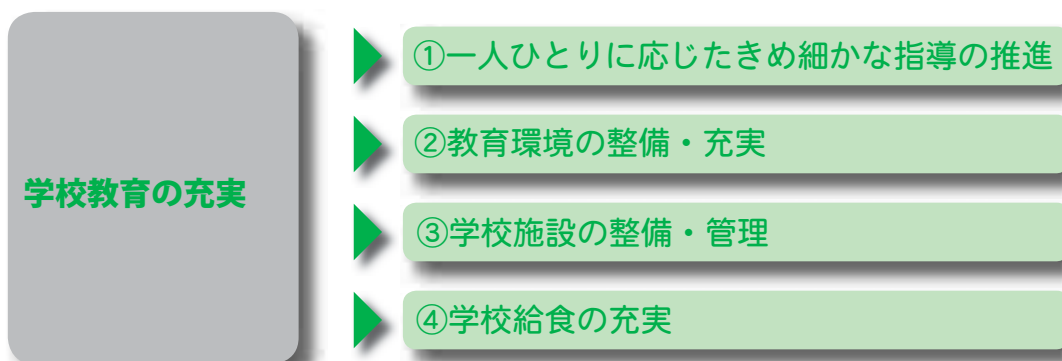 学校教育の充実
①一人ひとりに応じたきめ細かな指導の推進
②教育環境の整備・充実
③学校施設の整備・管理
④学校給食の充実